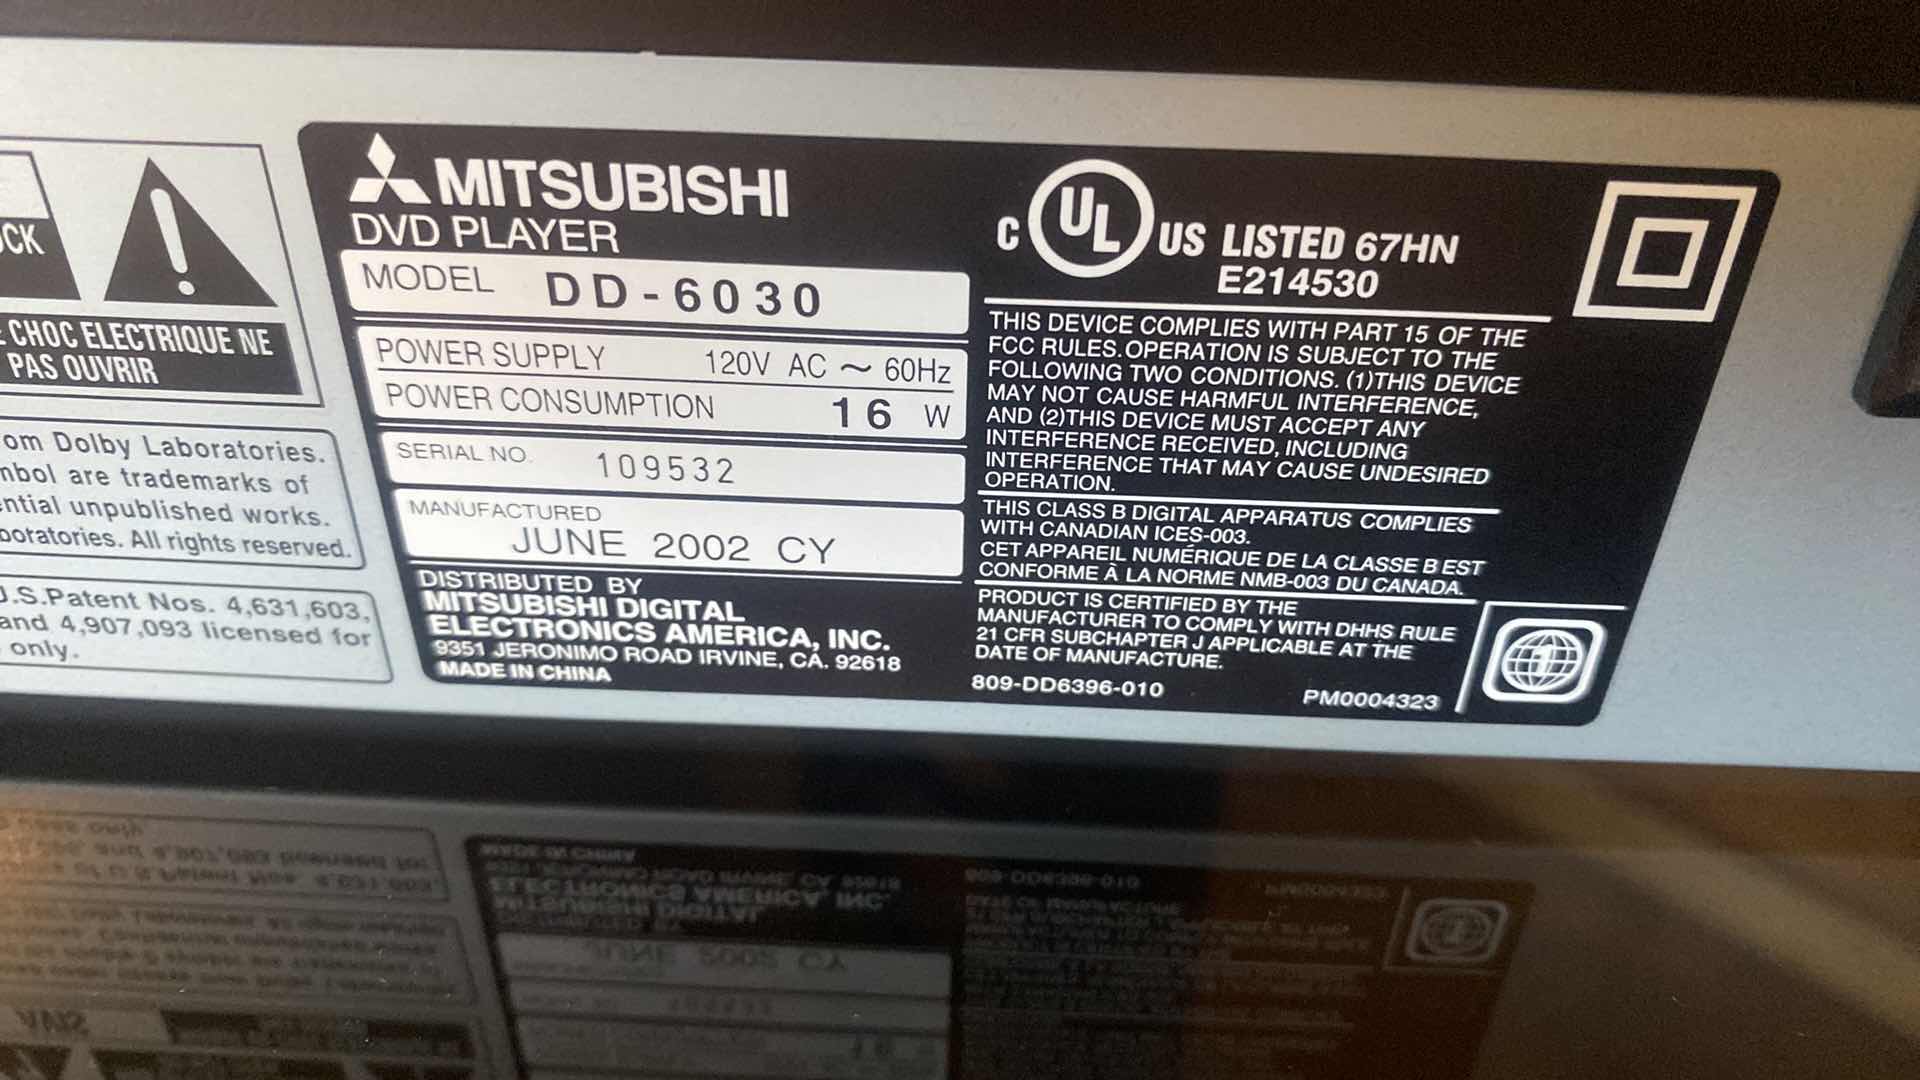 CK
E CHOC ELECTRIQUE NE
PAS OUVRIR
om Dolby Laboratories.
mbol are trademarks of
ential unpublished works.
boratories. All rights reserved.
U.S.Patent Nos. 4,631,603,
and 4,907,093 licensed for
only.
MITSUBISHI
DVD PLAYER
MODEL DD-6030
POWER SUPPLY 120V AC ~ 60Hz
POWER CONSUMPTION 16 W
SERIAL NO. 109532
MANUFACTURED
JUNE 2002 CY
DISTRIBUTED BY
MITSUBISHI DIGITAL
ELECTRONICS AMERICA, INC.
9351 JERONIMO ROAD IRVINE, CA. 92618
MADE IN CHINA
C UL US LISTED 67HN
E214530
THIS DEVICE COMPLIES WITH PART 15 OF THE
FCC RULES.OPERATION IS SUBJECT TO THE
FOLLOWING TWO CONDITIONS. (1)THIS DEVICE
MAY NOT CAUSE HARMFUL INTERFERENCE,
AND (2)THIS DEVICE MUST ACCEPT ANY
INTERFERENCE RECEIVED, INCLUDING
INTERFERENCE THAT MAY CAUSE UNDESIRED
OPERATION.
THIS CLASS B DIGITAL APPARATUS COMPLIES
WITH CANADIAN ICES-003.
CET APPAREIL NUMÉRIQUE DE LA CLASSE B EST
CONFORME À LA NORME NMB-003 DU CANADA.
PRODUCT IS CERTIFIED BY THE
MANUFACTURER TO COMPLY WITH DHHS RULE
21 CFR SUBCHAPTER J APPLICABLE AT THE
DATE OF MANUFACTURE.
809-DD6396-010 PM0004323
1